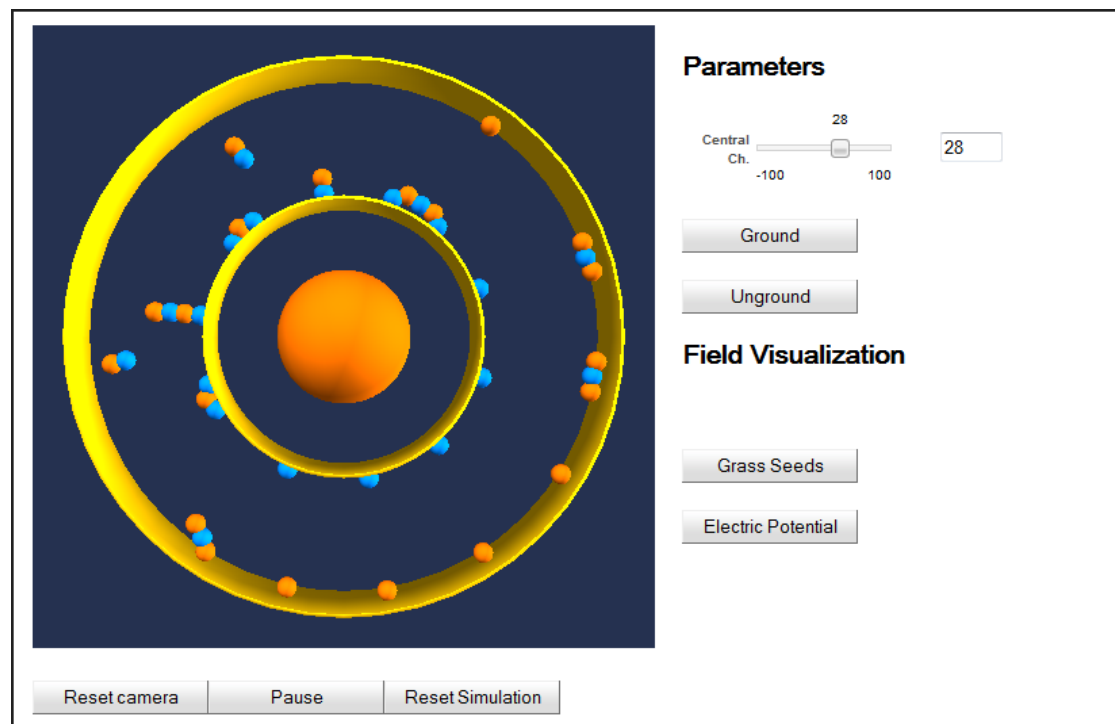 Parameters
28
Central
Ch.
28
-100
100
Ground
Unground
Field Visualization
Grass Seeds
Electric Potential
Reset camera
Pause
Reset Simulation